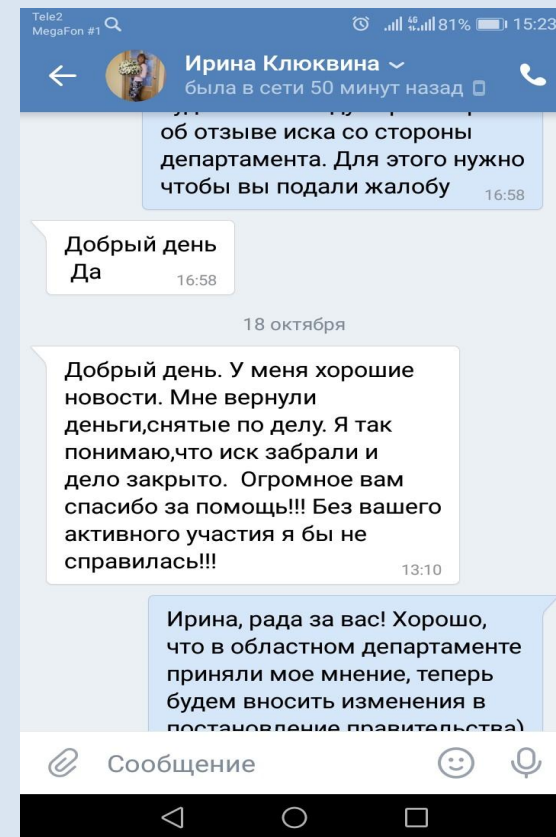 Tele2
MegaFon #1
4G 81% 15:23
Ирина Клюквина
была в сети 50 минут назад
об отзыве иска со стороны
департамента. Для этого нужно
чтобы вы подали жалобу 16:58
Добрый день
Да 16:58
18 октября
Добрый день. У меня хорошие
новости. Мне вернули
деньги,снятые по делу. Я так
понимаю,что иск забрали и
дело закрыто. Огромное вам
спасибо за помощь!!! Без вашего
активного участия я бы не
справилась!!! 13:10
Ирина, рада за вас! Хорошо,
что в областном департаменте
приняли мое мнение, теперь
будем вносить изменения в
постановление правительства)
Сообщение